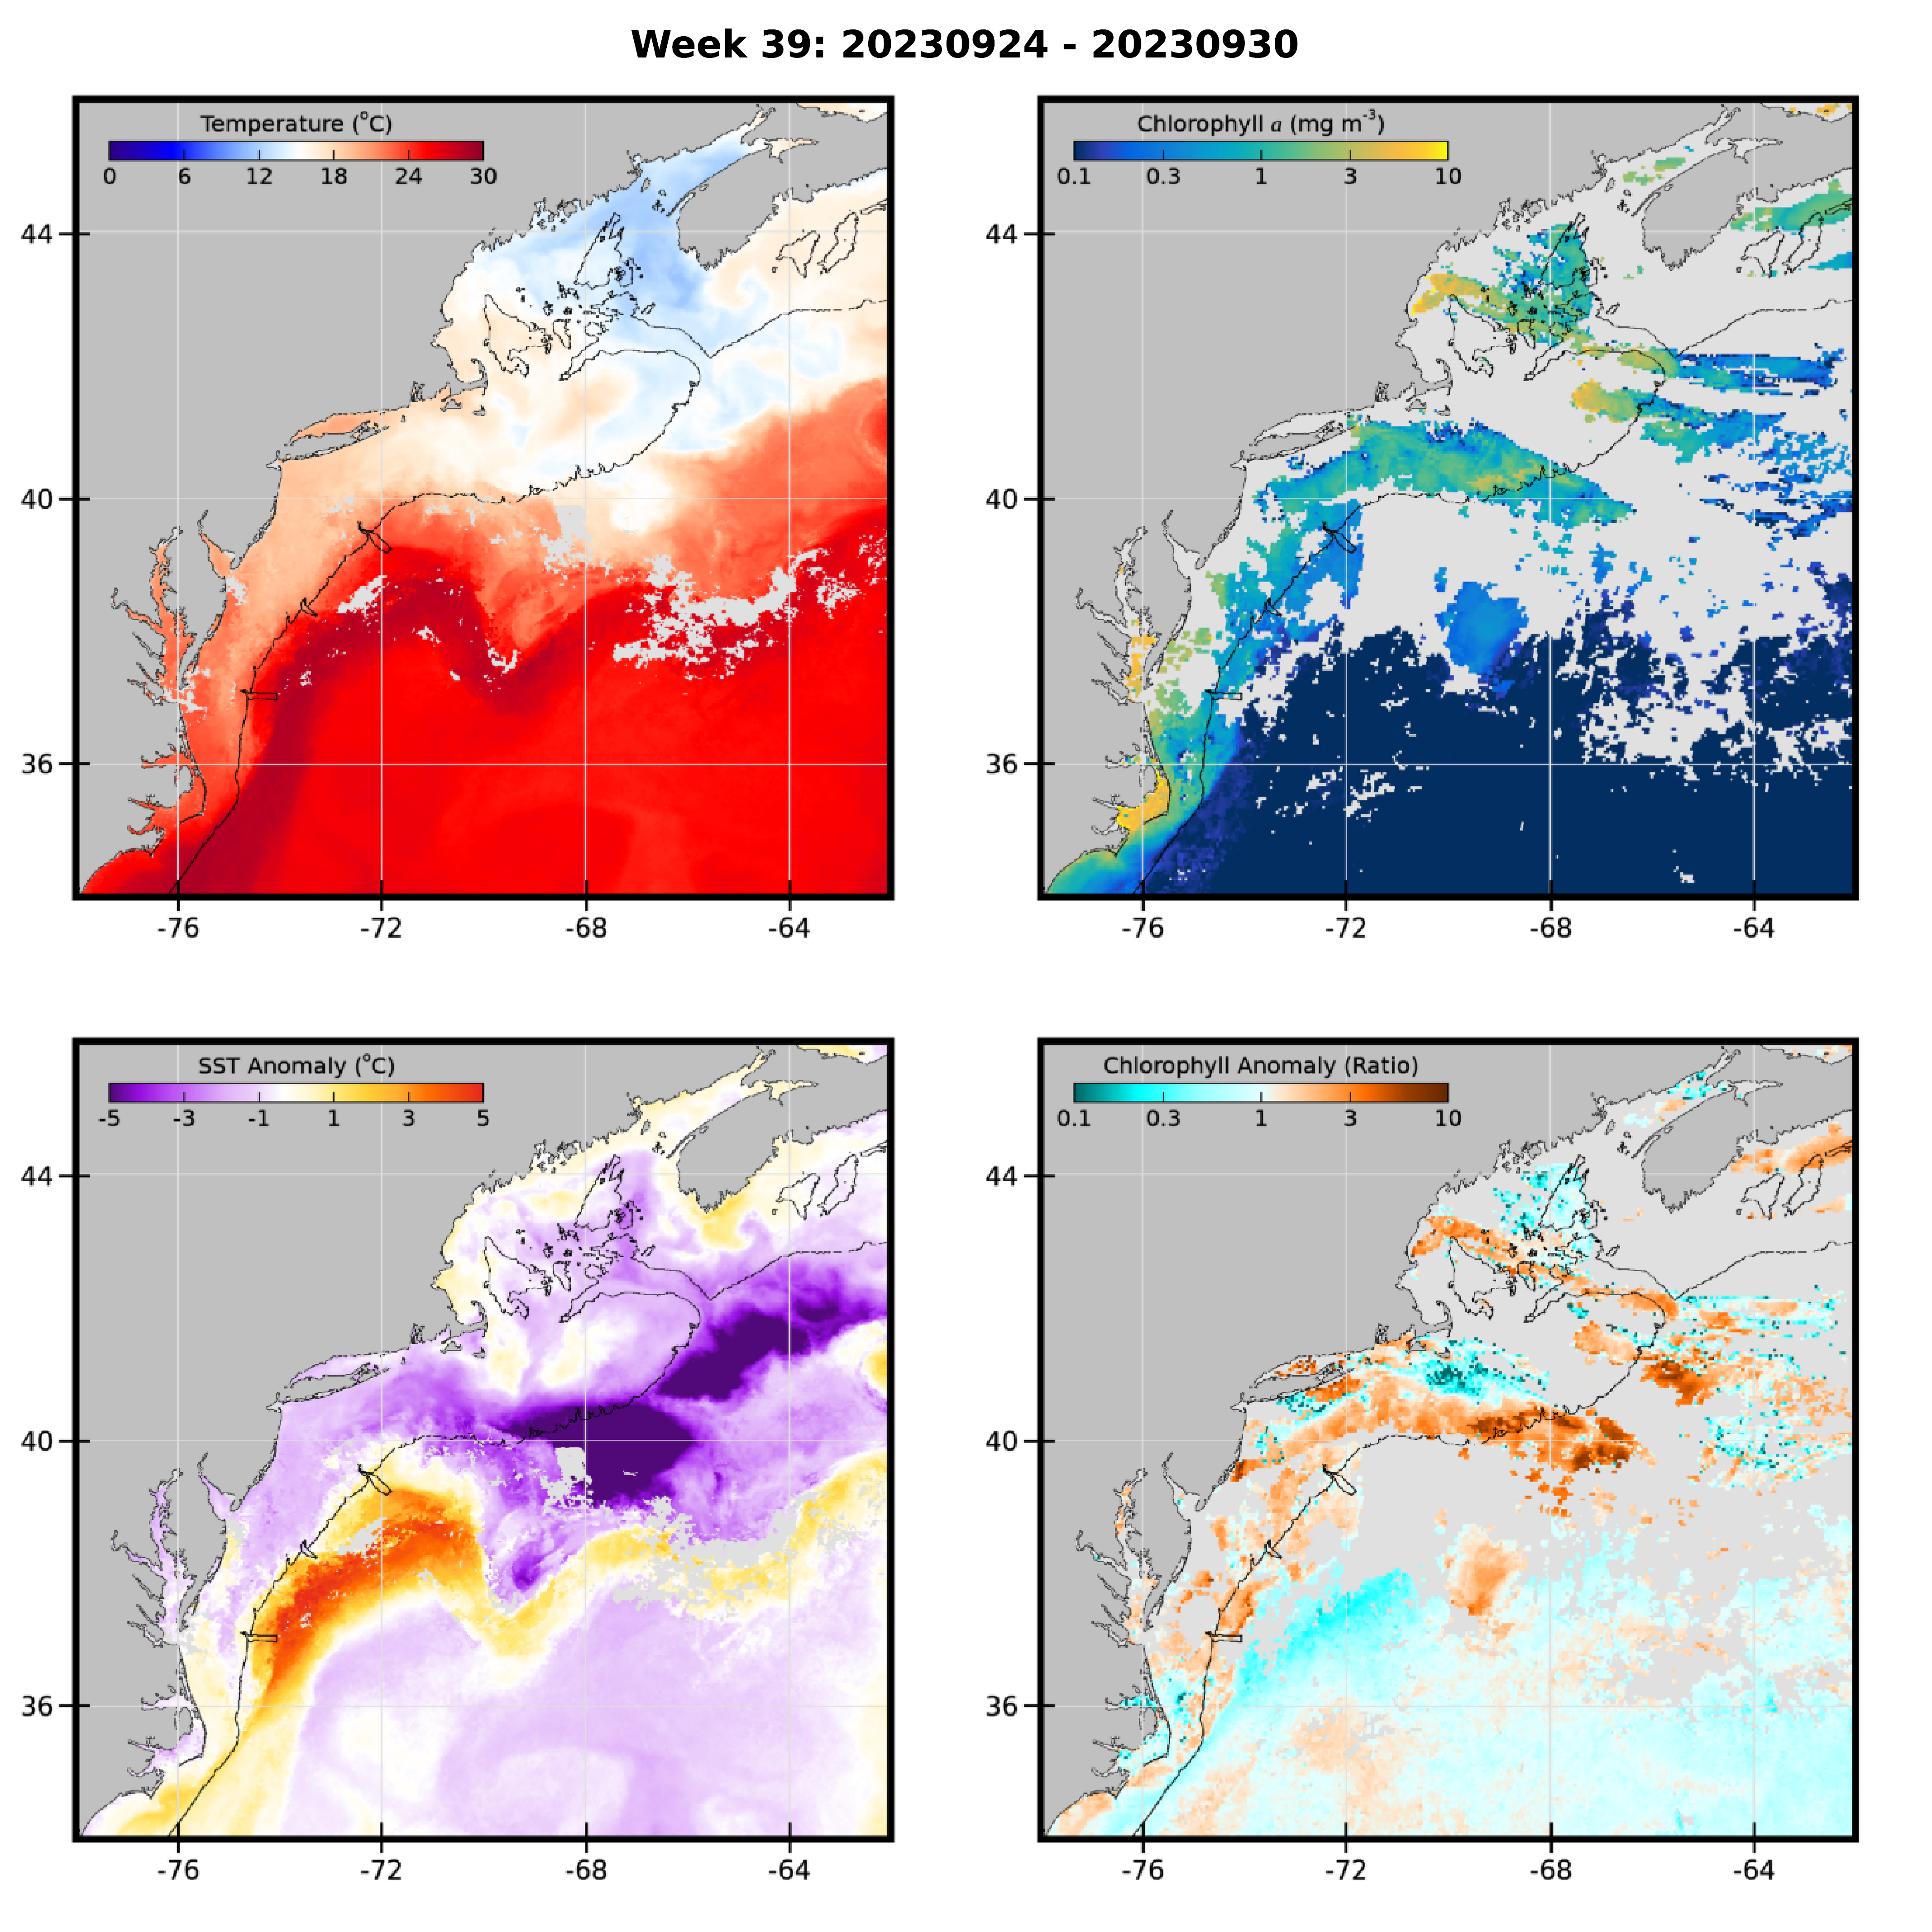 Week 39: 20230924 - 20230930
Temperature (°C)
0 6 12 18 24 30
44
40
36
-76 -72 -68 -64
Chlorophyll a (mg m⁻³)
0.1 0.3 1 3 10
44
40
36
-76 -72 -68 -64
SST Anomaly (°C)
-5 -3 -1 1 3 5
44
40
36
-76 -72 -68 -64
Chlorophyll Anomaly (Ratio)
0.1 0.3 1 3 10
44
40
36
-76 -72 -68 -64